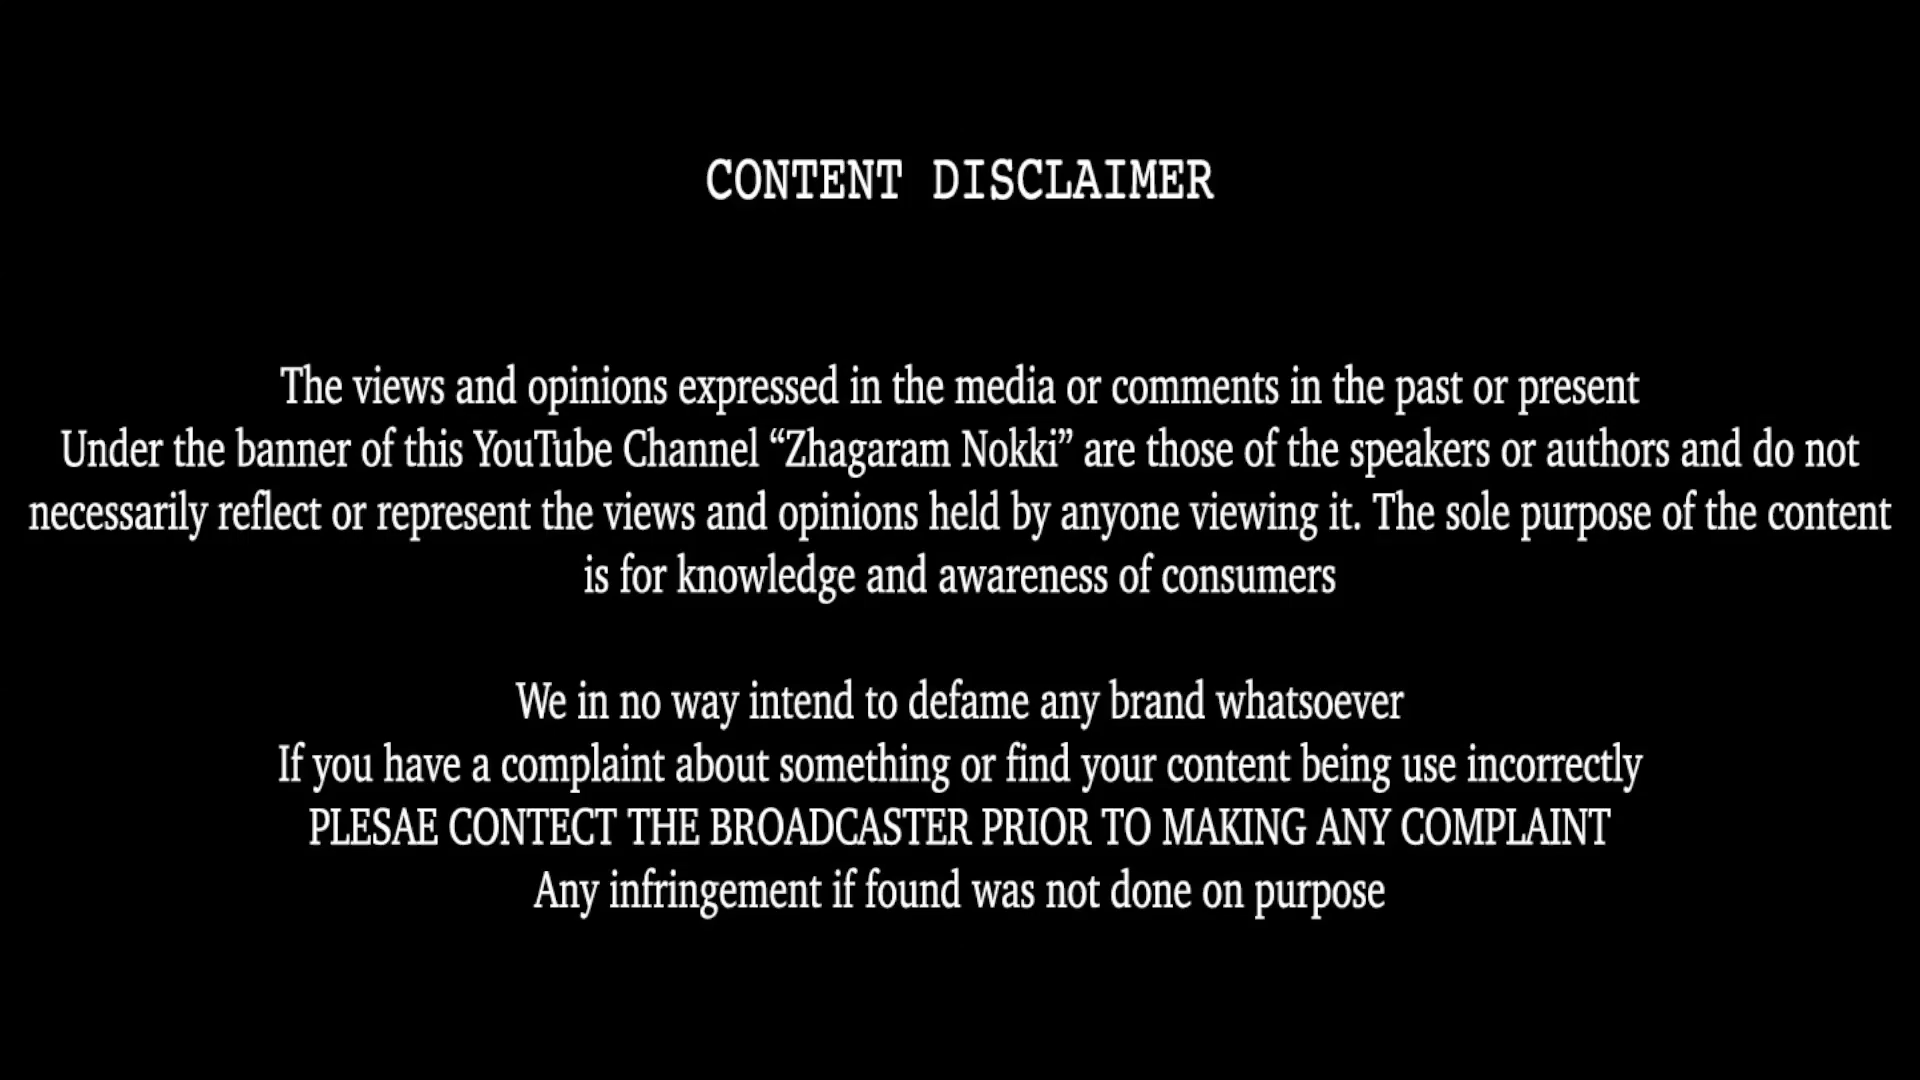 CONTENT DISCLAIMER
The views and opinions expressed in the media or comments in the past or present
Under the banner of this YouTube Channel “Zhagaram Nokki” are those of the speakers or authors and do not
necessarily reflect or represent the views and opinions held by anyone viewing it. The sole purpose of the content
is for knowledge and awareness of consumers
We in no way intend to defame any brand whatsoever
If you have a complaint about something or find your content being use incorrectly
PLESAE CONTECT THE BROADCASTER PRIOR TO MAKING ANY COMPLAINT
Any infringement if found was not done on purpose